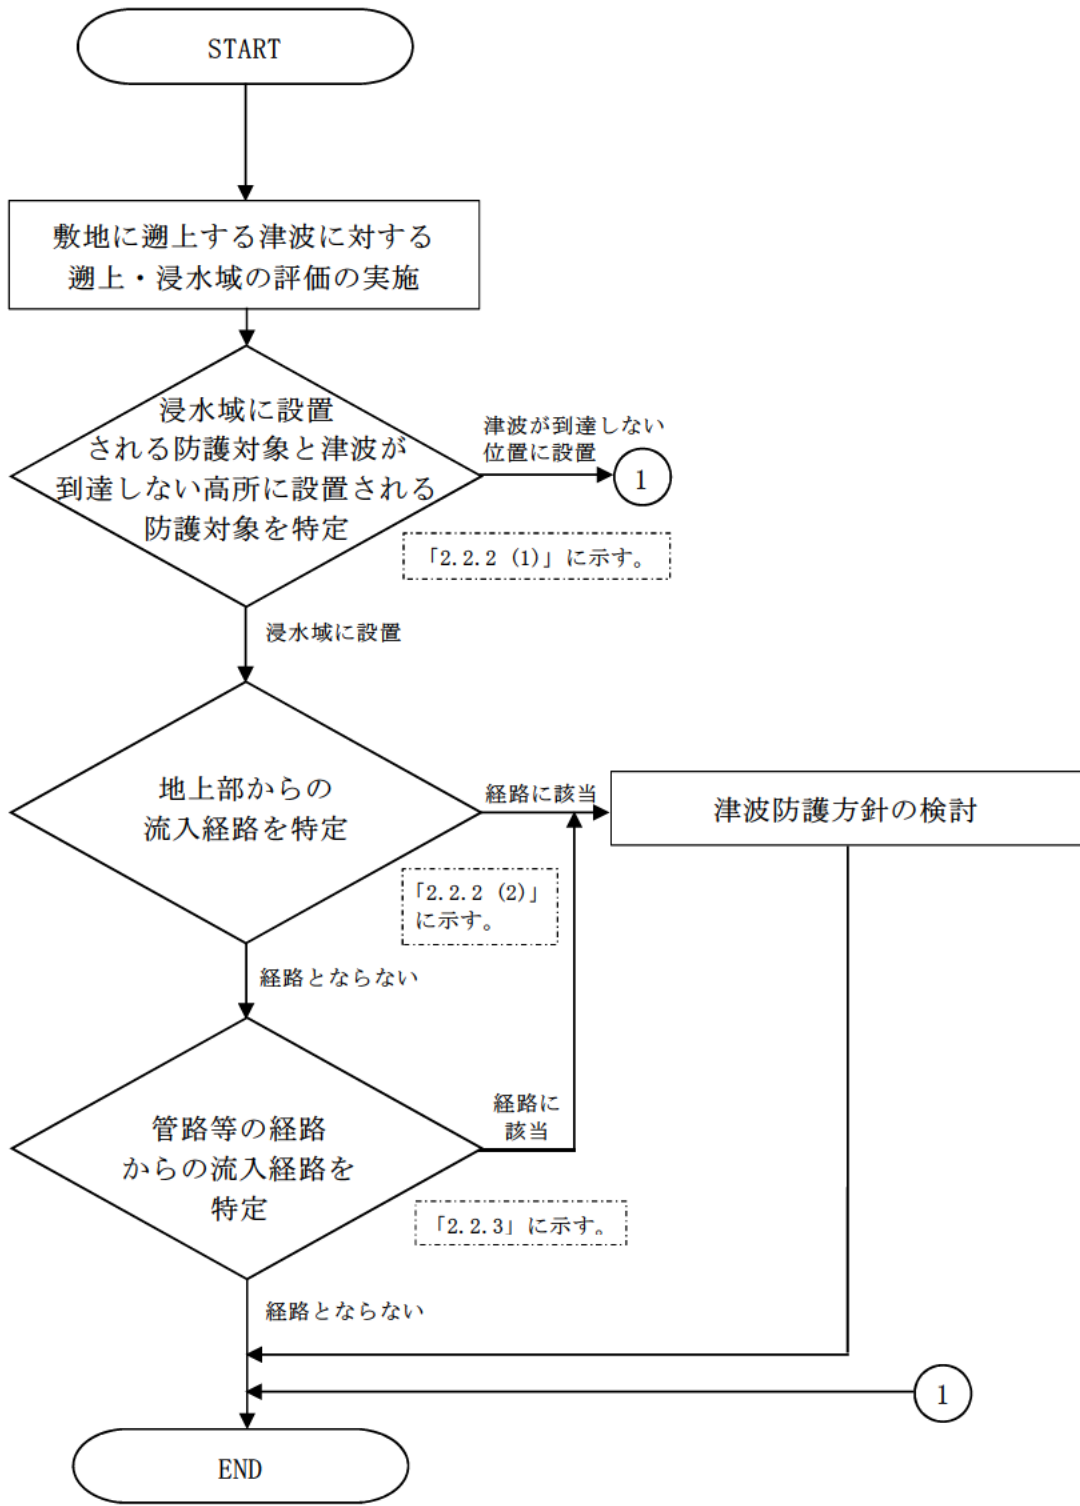 START
敷地に遡上する津波に対する
遡上・浸水域の評価の実施
浸水域に設置
される防護対象と津波が
到達しない高所に設置される
防護対象を特定
津波が到達しない
位置に設置
1
「2.2.2 (1)」に示す。
浸水域に設置
地上部からの
流入経路を特定
経路に該当
津波防護方針の検討
「2.2.2 (2)」
に示す。
経路とならない
管路等の経路
からの流入経路を
特定
経路に
該当
「2.2.3」に示す。
経路とならない
1
END